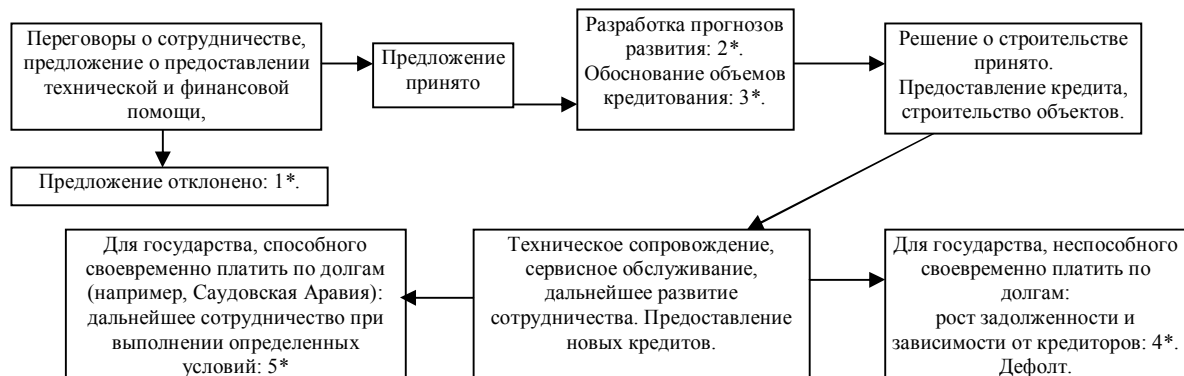 Переговоры о сотрудничестве,
предложение о предоставлении
технической и финансовой
помощи,
Предложение
принято
Разработка прогнозов
развития: 2*.
Обоснование объемов
кредитования: 3*.
Решение о строительстве
принято.
Предоставление кредита,
строительство объектов.
Предложение отклонено: 1*.
Для государства, способного
своевременно платить по долгам
(например, Саудовская Аравия):
дальнейшее сотрудничество при
выполнении определенных
условий: 5*
Техническое сопровождение,
сервисное обслуживание,
дальнейшее развитие
сотрудничества. Предоставление
новых кредитов.
Для государства, неспособного
своевременно платить по
долгам:
рост задолженности и
зависимости от кредиторов: 4*.
Дефолт.